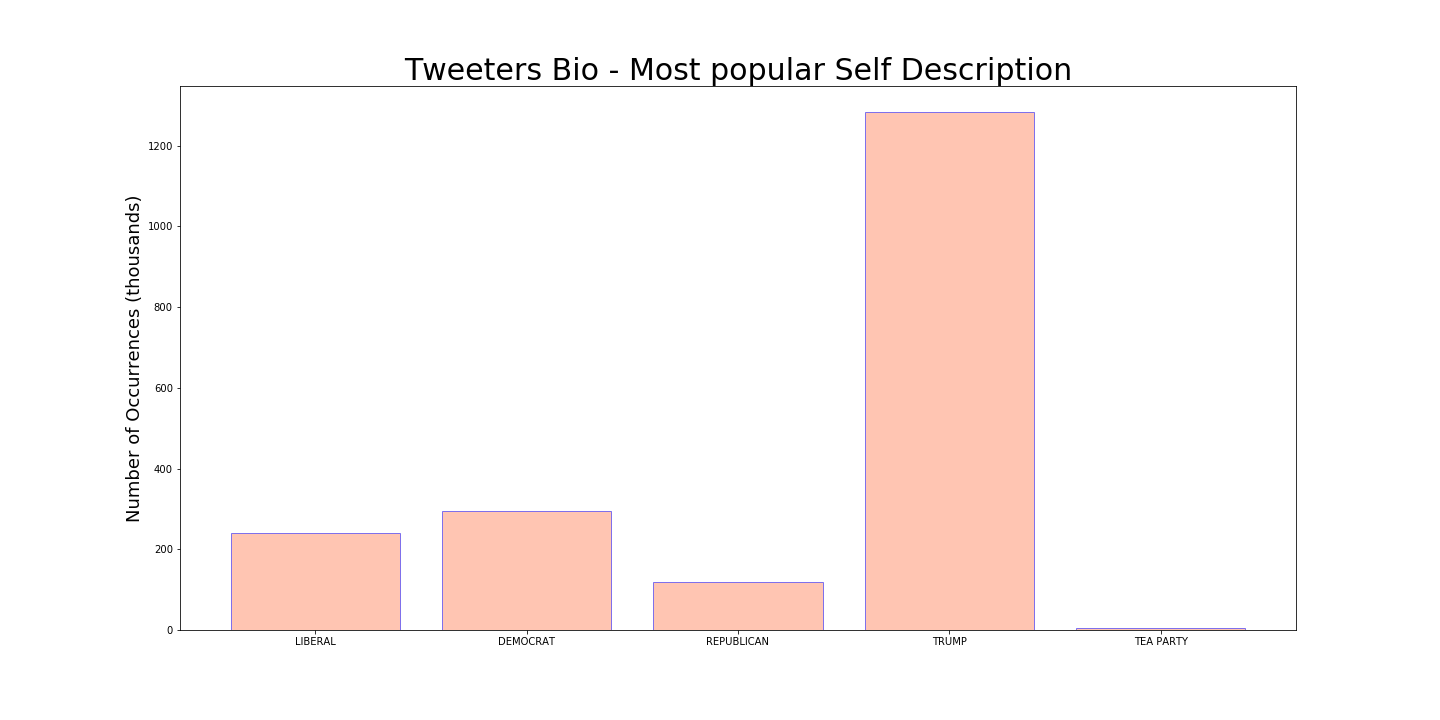 Tweeters Bio - Most popular Self Description
Number of Occurrences (thousands)
1200
1000
800
600
400
200
0
LIBERAL
DEMOCRAT
REPUBLICAN
TRUMP
TEA PARTY